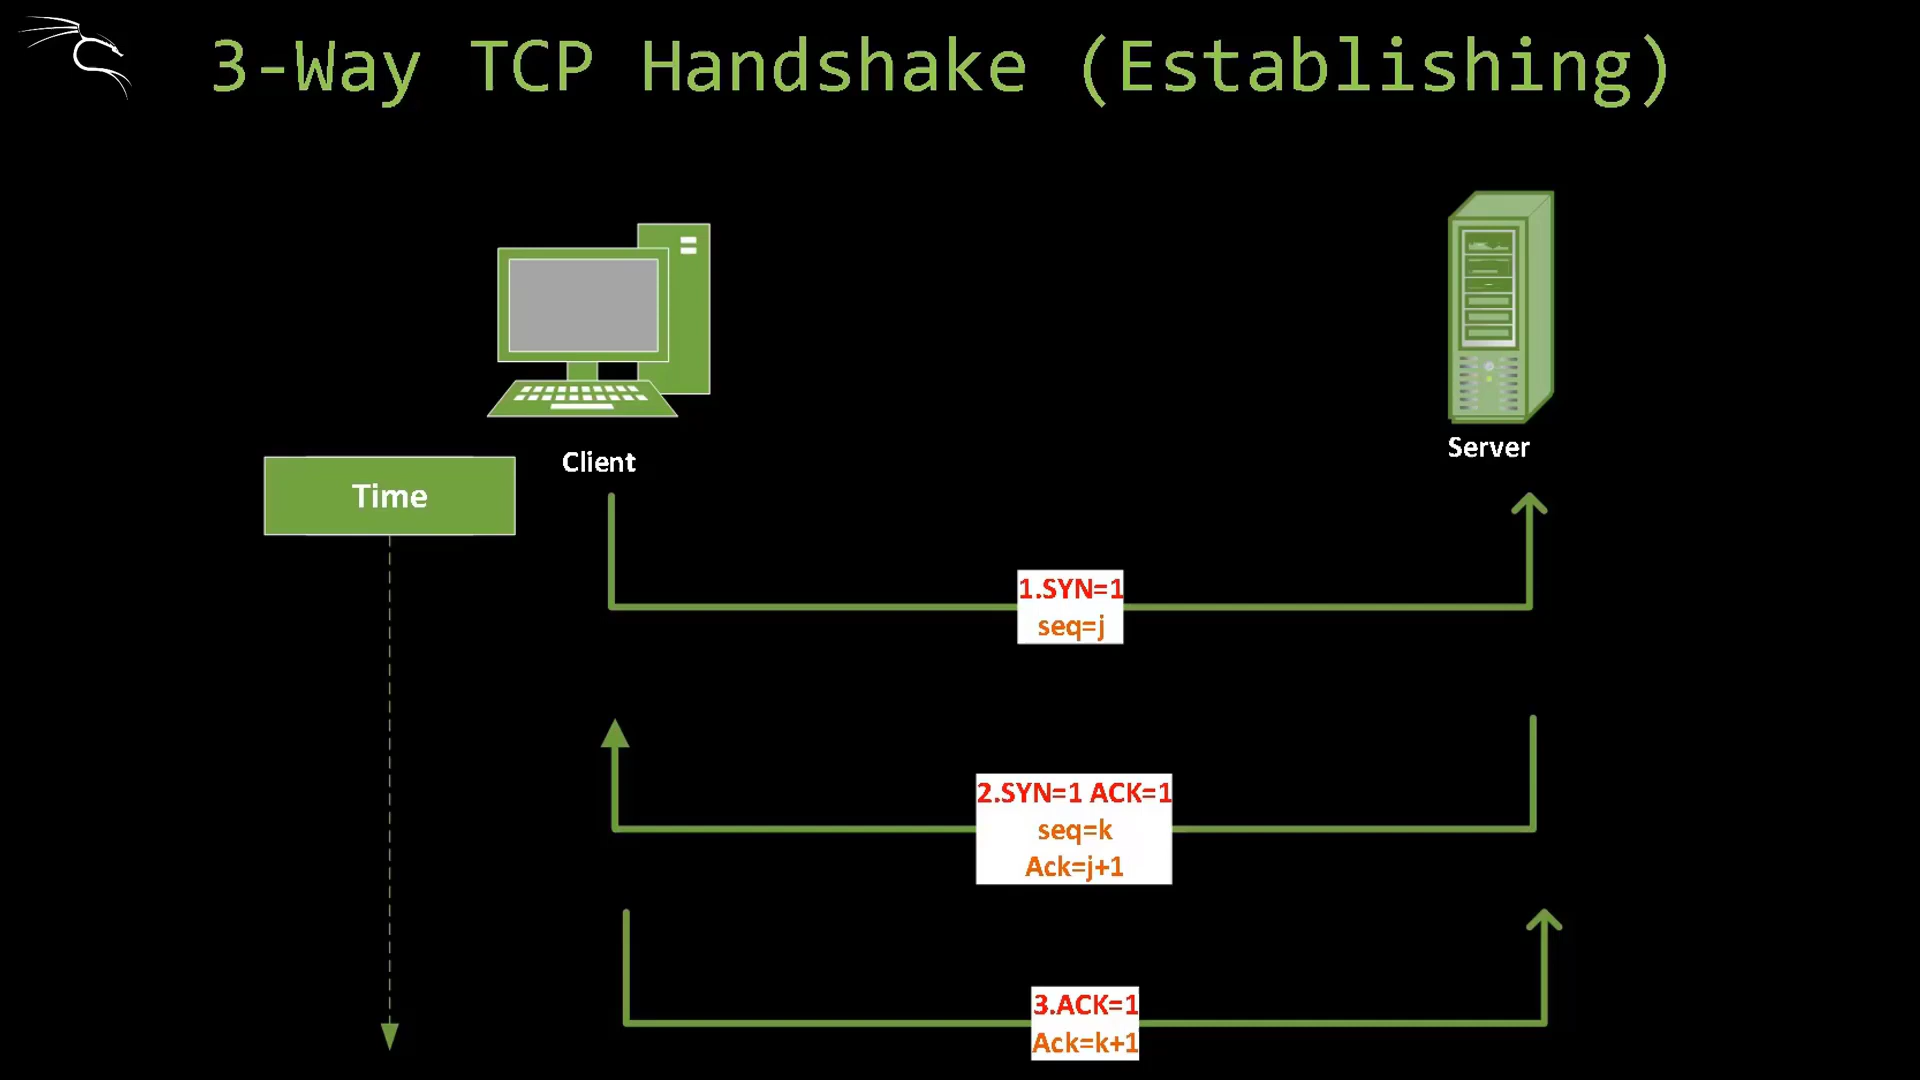 3-Way TCP Handshake (Establishing)
Client
Server
Time
1.SYN=1
seq=j
2.SYN=1 ACK=1
seq=k
Ack=j+1
3.ACK=1
Ack=k+1